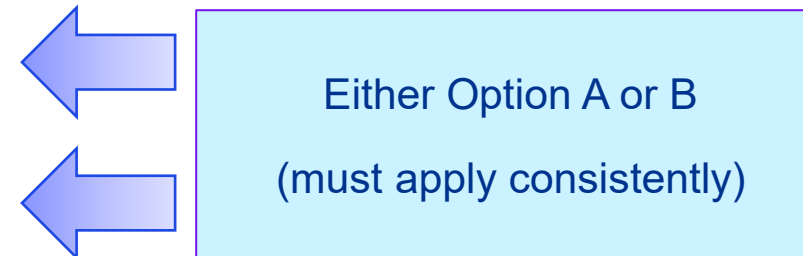 Either Option A or B
(must apply consistently)